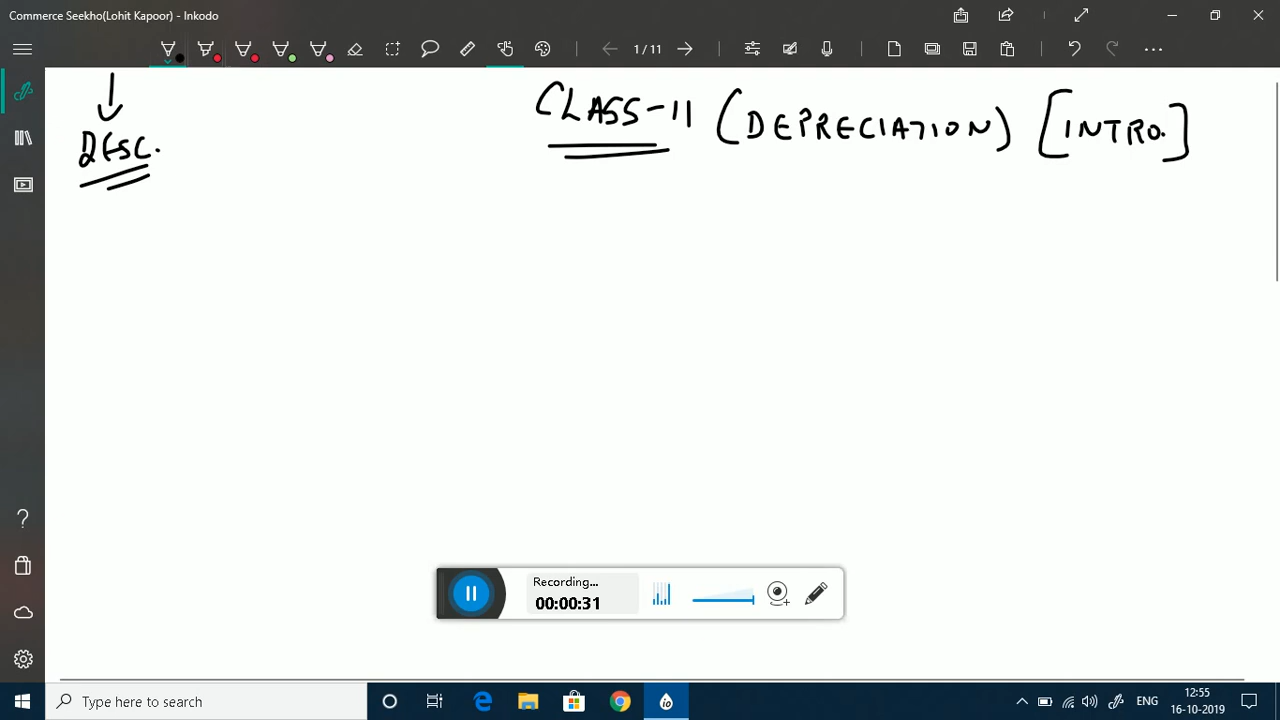 Commerce Seekho(Lohit Kapoor) - Inkodo
1 / 11
CLASS-11 (DEPRECIATION) [INTRO.]
DESC.
Recording...
00:00:31
Type here to search
ENG
12:55
16-10-2019